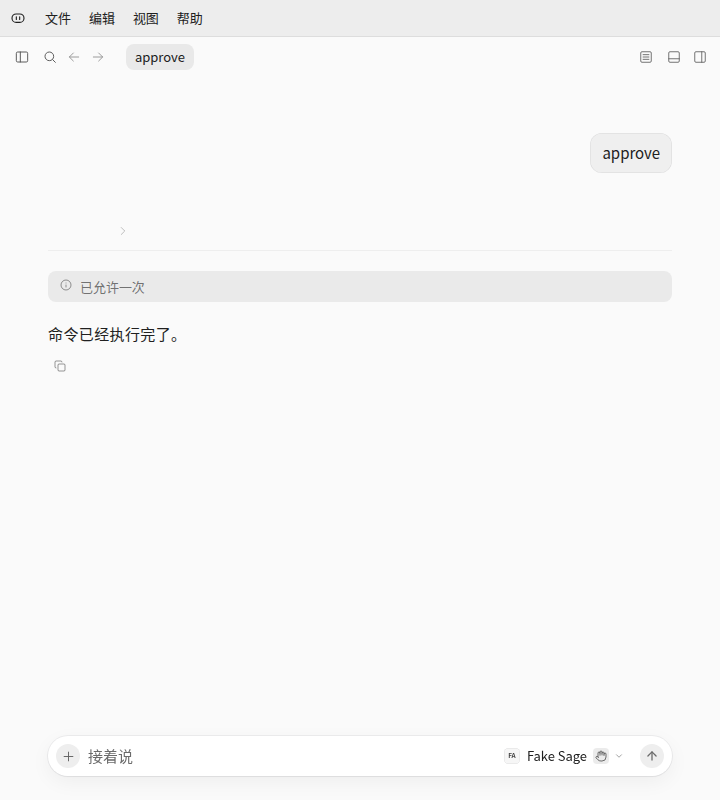 文件 编辑 视图 帮助
approve
approve
已允许一次
命令已经执行完了。
接着说
FA Fake Sage